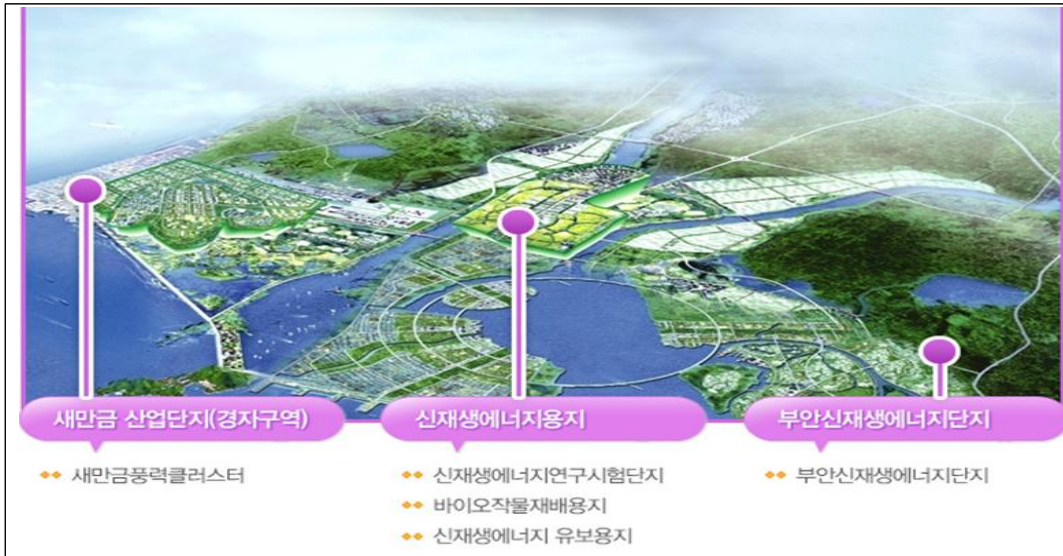 새만금 산업단지(경자구역)
새만금풍력클러스터
신재생에너지용지
신재생에너지연구시험단지
바이오작물재배용지
신재생에너지 유보용지
부안신재생에너지단지
부안신재생에너지단지